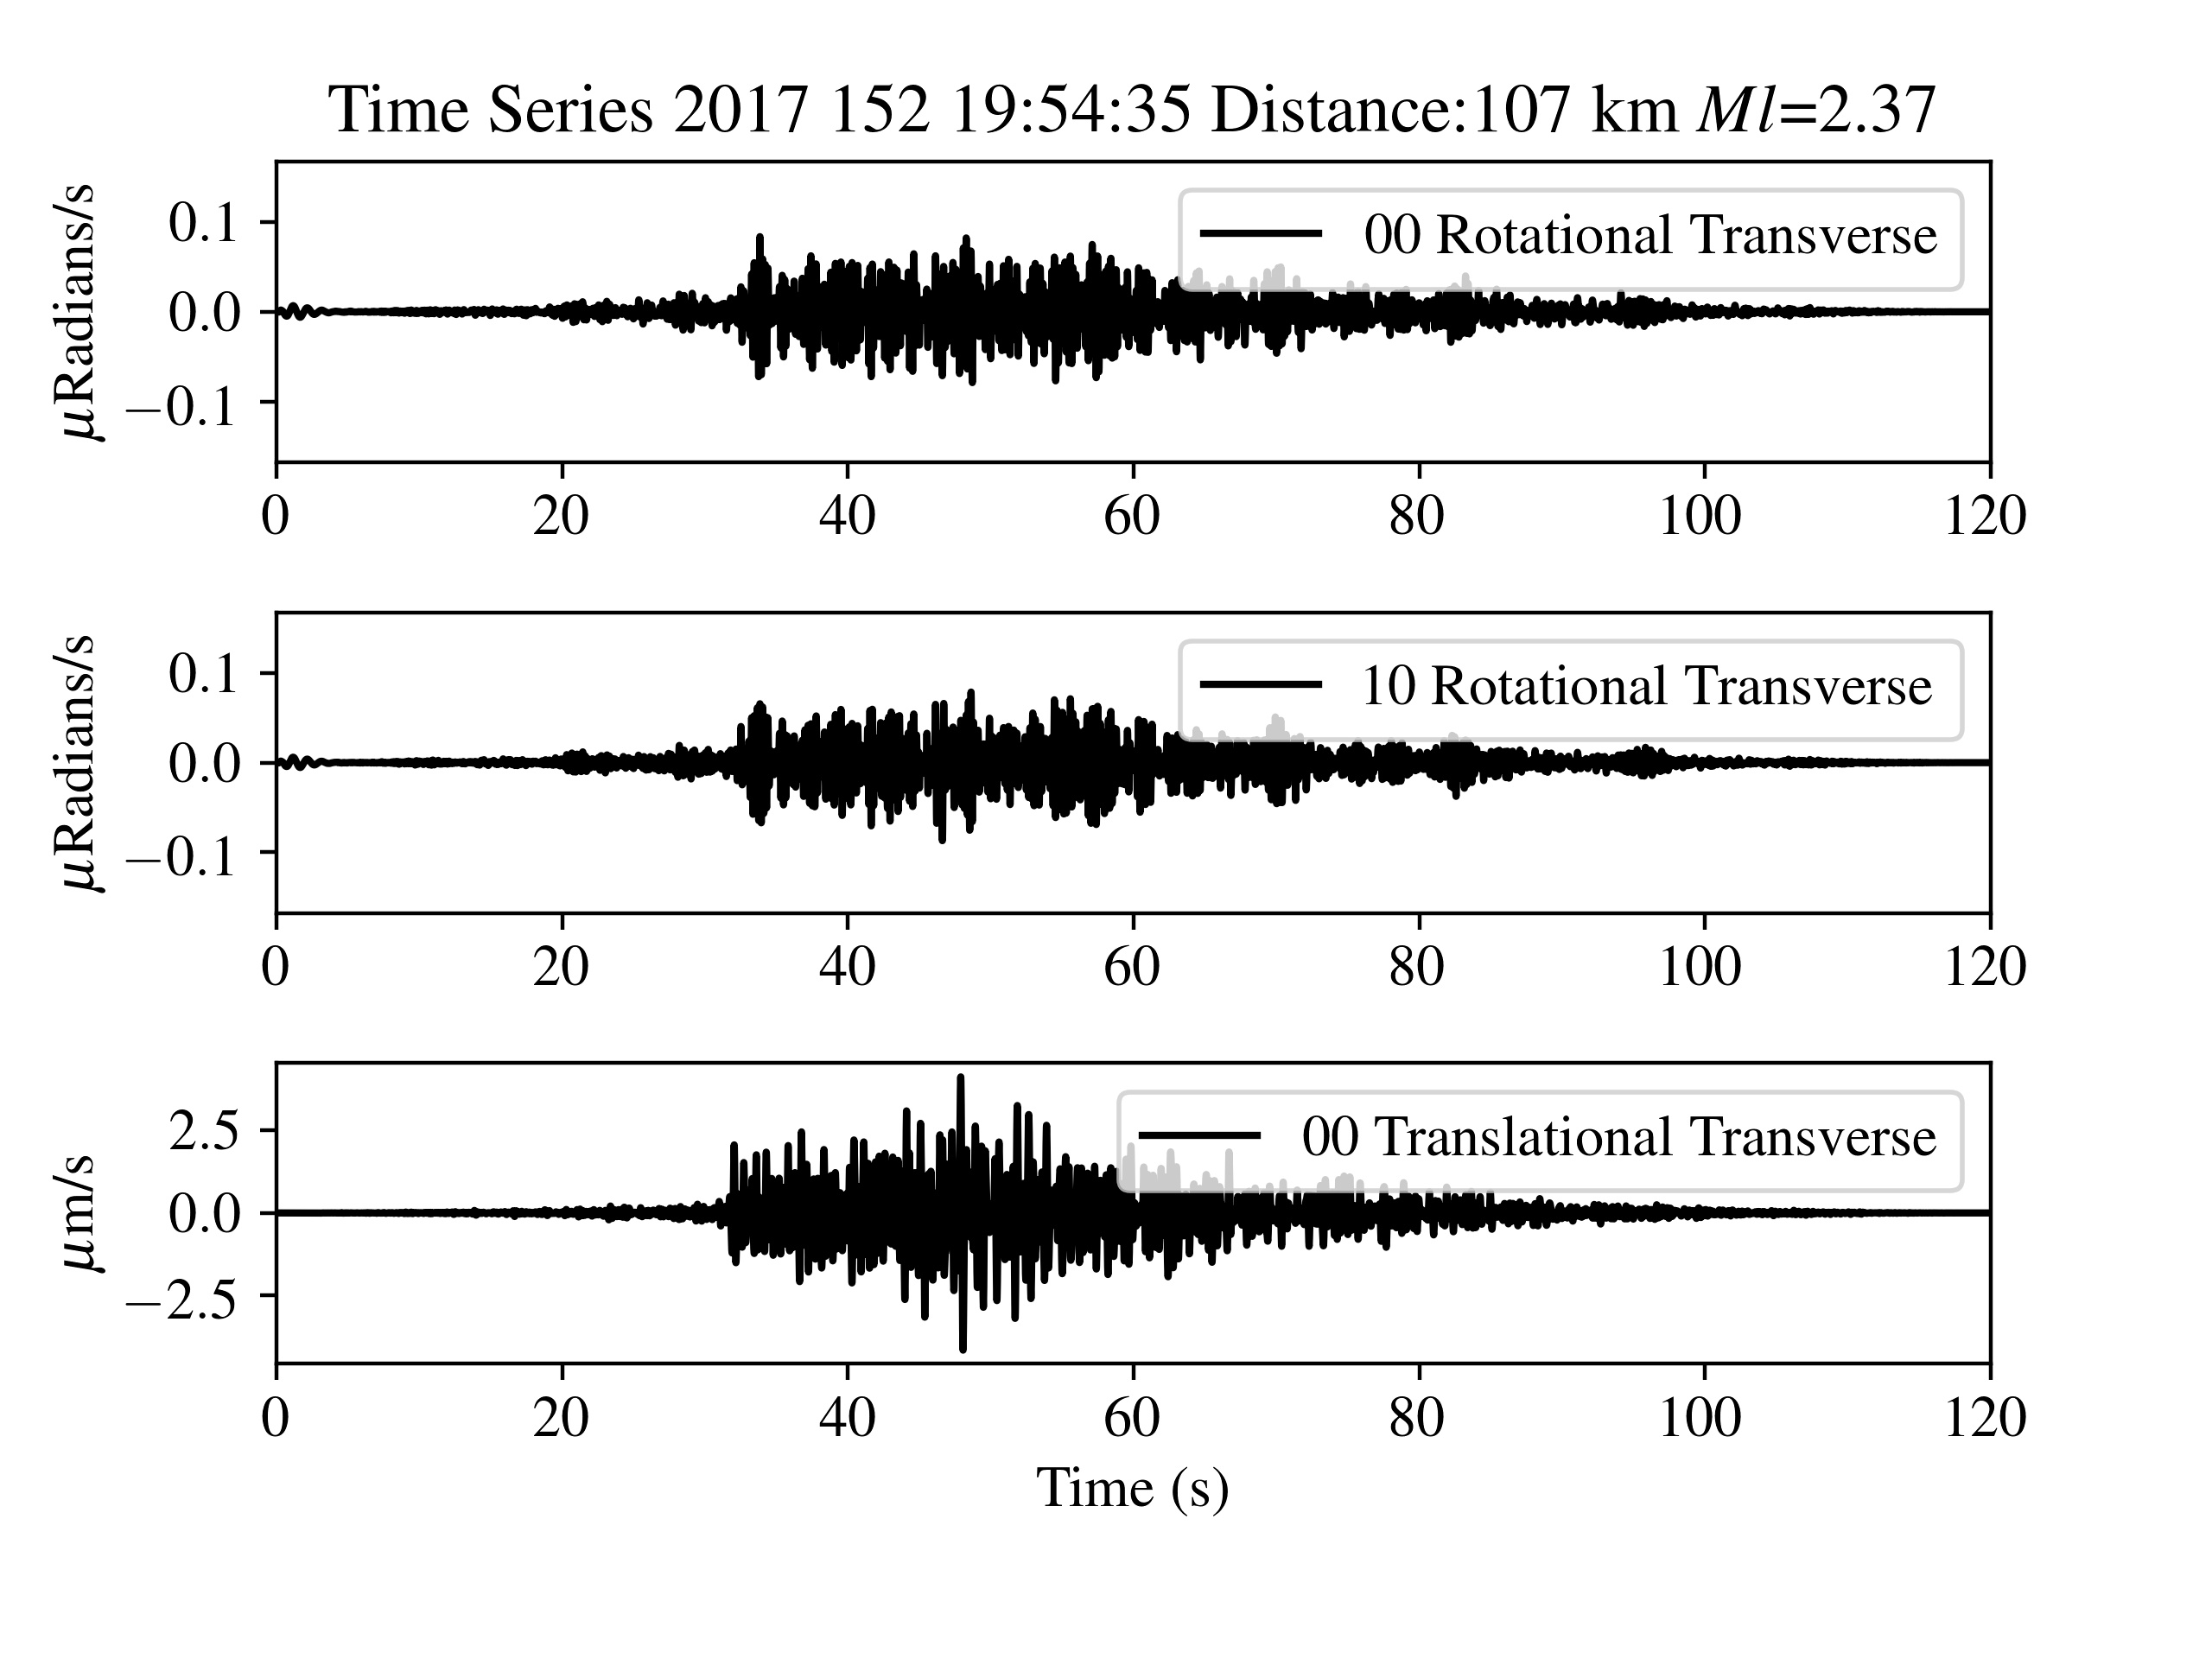 Time Series 2017 152 19:54:35 Distance:107 km Ml=2.37
μRadians/s
0.1
0.0
−0.1
00 Rotational Transverse
0 20 40 60 80 100 120
μRadians/s
0.1
0.0
−0.1
10 Rotational Transverse
0 20 40 60 80 100 120
μm/s
2.5
0.0
−2.5
00 Translational Transverse
0 20 40 60 80 100 120
Time (s)